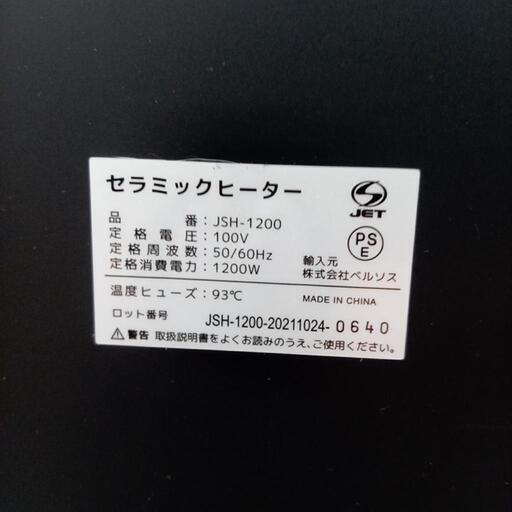 セラミックヒーター
品番：JSH-1200
定格電圧：100V
定格周波数：50/60Hz
定格消費電力：1200W
温度ヒューズ：93℃
JET
PS
E
輸入元
株式会社ベルソス
MADE IN CHINA
ロット番号 JSH-1200-20211024-0640
⚠警告 取扱説明書をよくお読みのうえ、ご使用ください。